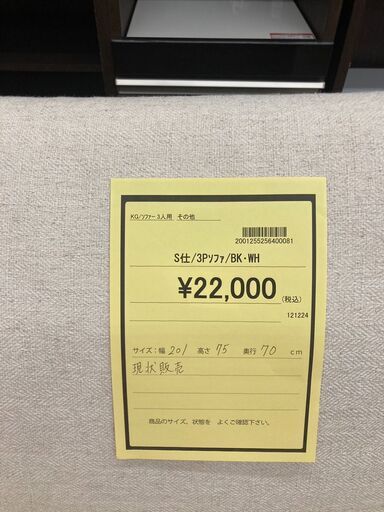 KG/ソファー3人用 その他
2001255256400081
S仕/3Pソファ/BK・WH
¥22,000
(税込)
121224
サイズ:幅 201 高さ 75 奥行 70 cm
現状販売
商品のサイズ、状態を よくご確認下さい。